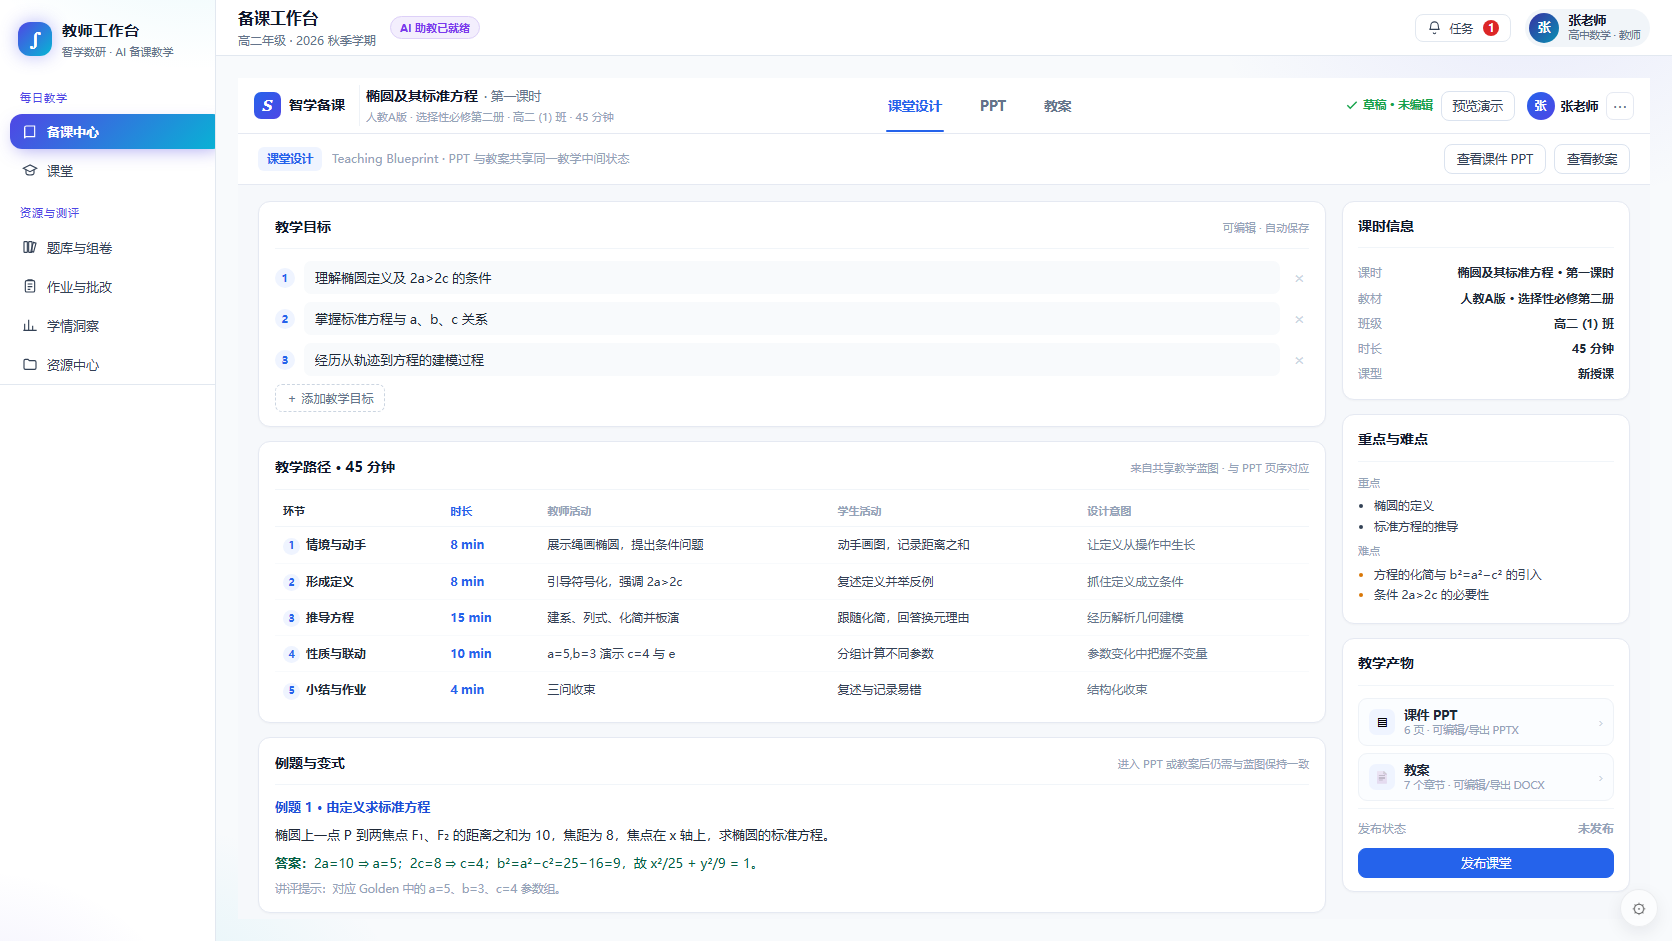 教师工作台
智学数研 · AI 备课教学
每日教学
备课中心
课堂
资源与测评
题库与组卷
作业与批改
学情洞察
资源中心
备课工作台
高二年级 · 2026 秋季学期
AI 助教已就绪
任务 1
张
张老师
高中数学 · 教师
S 智学备课
椭圆及其标准方程 · 第一课时
人教A版 · 选择性必修第二册 · 高二 (1) 班 · 45 分钟
课堂设计
PPT
教案
✓ 草稿 • 未编辑
预览演示
张 张老师
···
课堂设计
Teaching Blueprint · PPT 与教案共享同一教学中间状态
查看课件 PPT
查看教案
教学目标
可编辑 · 自动保存
1 理解椭圆定义及 2a>2c 的条件 ×
2 掌握标准方程与 a、b、c 关系 ×
3 经历从轨迹到方程的建模过程 ×
+ 添加教学目标
教学路径 • 45 分钟
来自共享教学蓝图 · 与 PPT 页序对应
环节 时长 教师活动 学生活动 设计意图
1 情境与动手 8 min 展示绳画椭圆，提出条件问题 动手画图，记录距离之和 让定义从操作中生长
2 形成定义 8 min 引导符号化，强调 2a>2c 复述定义并举反例 抓住定义成立条件
3 推导方程 15 min 建系、列式、化简并板演 跟随化简，回答换元理由 经历解析几何建模
4 性质与联动 10 min a=5,b=3 演示 c=4 与 e 分组计算不同参数 参数变化中把握不变量
5 小结与作业 4 min 三问收束 复述与记录易错 结构化收束
例题与变式
进入 PPT 或教案后仍需与蓝图保持一致
例题 1 • 由定义求标准方程
椭圆上一点 P 到两焦点 F₁、F₂ 的距离之和为 10，焦距为 8，焦点在 x 轴上，求椭圆的标准方程。
答案：2a=10 ⇒ a=5；2c=8 ⇒ c=4；b²=a²−c²=25−16=9，故 x²/25 + y²/9 = 1。
讲评提示：对应 Golden 中的 a=5、b=3、c=4 参数组。
课时信息
课时 椭圆及其标准方程 • 第一课时
教材 人教A版 • 选择性必修第二册
班级 高二 (1) 班
时长 45 分钟
课型 新授课
重点与难点
重点
• 椭圆的定义
• 标准方程的推导
难点
• 方程的化简与 b²=a²−c² 的引入
• 条件 2a>2c 的必要性
教学产物
课件 PPT
6 页 · 可编辑/导出 PPTX
教案
7 个章节 · 可编辑/导出 DOCX
发布状态 未发布
发布课堂